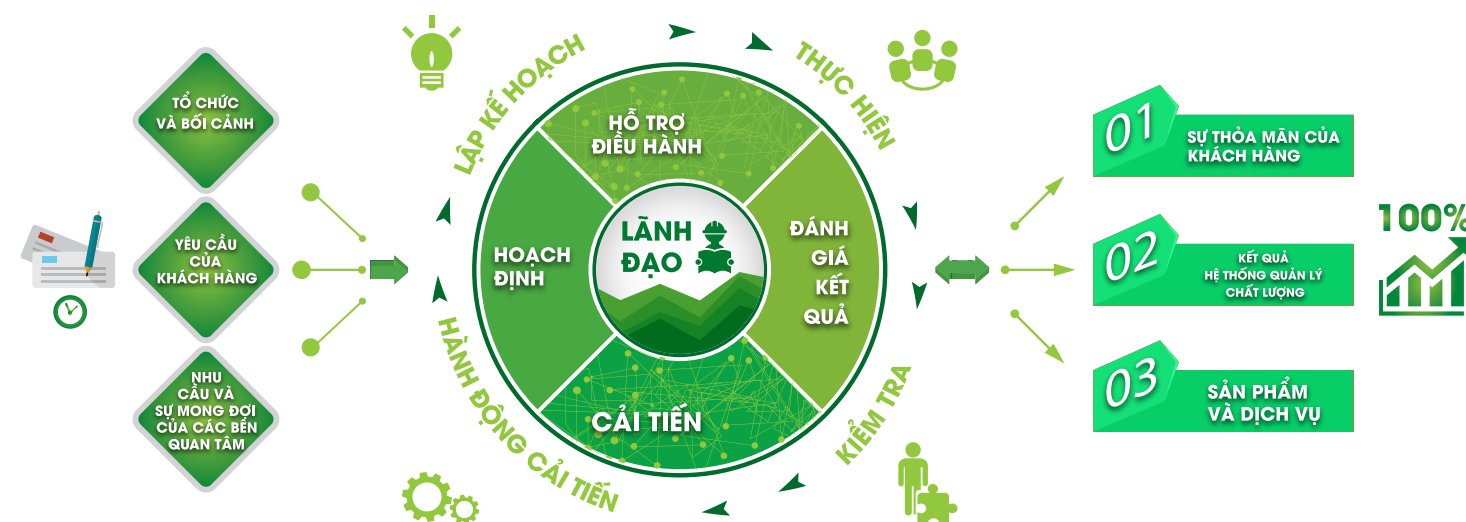 TỔ CHỨC
VÀ BỐI CẢNH
YÊU CẦU
CỦA
KHÁCH HÀNG
NHU
CẦU VÀ
SỰ MONG ĐỢI
CỦA CÁC BÊN
QUAN TÂM
LẬP KẾ HOẠCH
THỰC HIỆN
KIỂM TRA
HÀNH ĐỘNG CẢI TIẾN
HỖ TRỢ
ĐIỀU HÀNH
HOẠCH
ĐỊNH
LÃNH
ĐẠO
ĐÁNH
GIÁ
KẾT
QUẢ
CẢI TIẾN
01
SỰ THỎA MÃN CỦA
KHÁCH HÀNG
02
KẾT QUẢ
HỆ THỐNG QUẢN LÝ
CHẤT LƯỢNG
03
SẢN PHẨM
VÀ DỊCH VỤ
100%